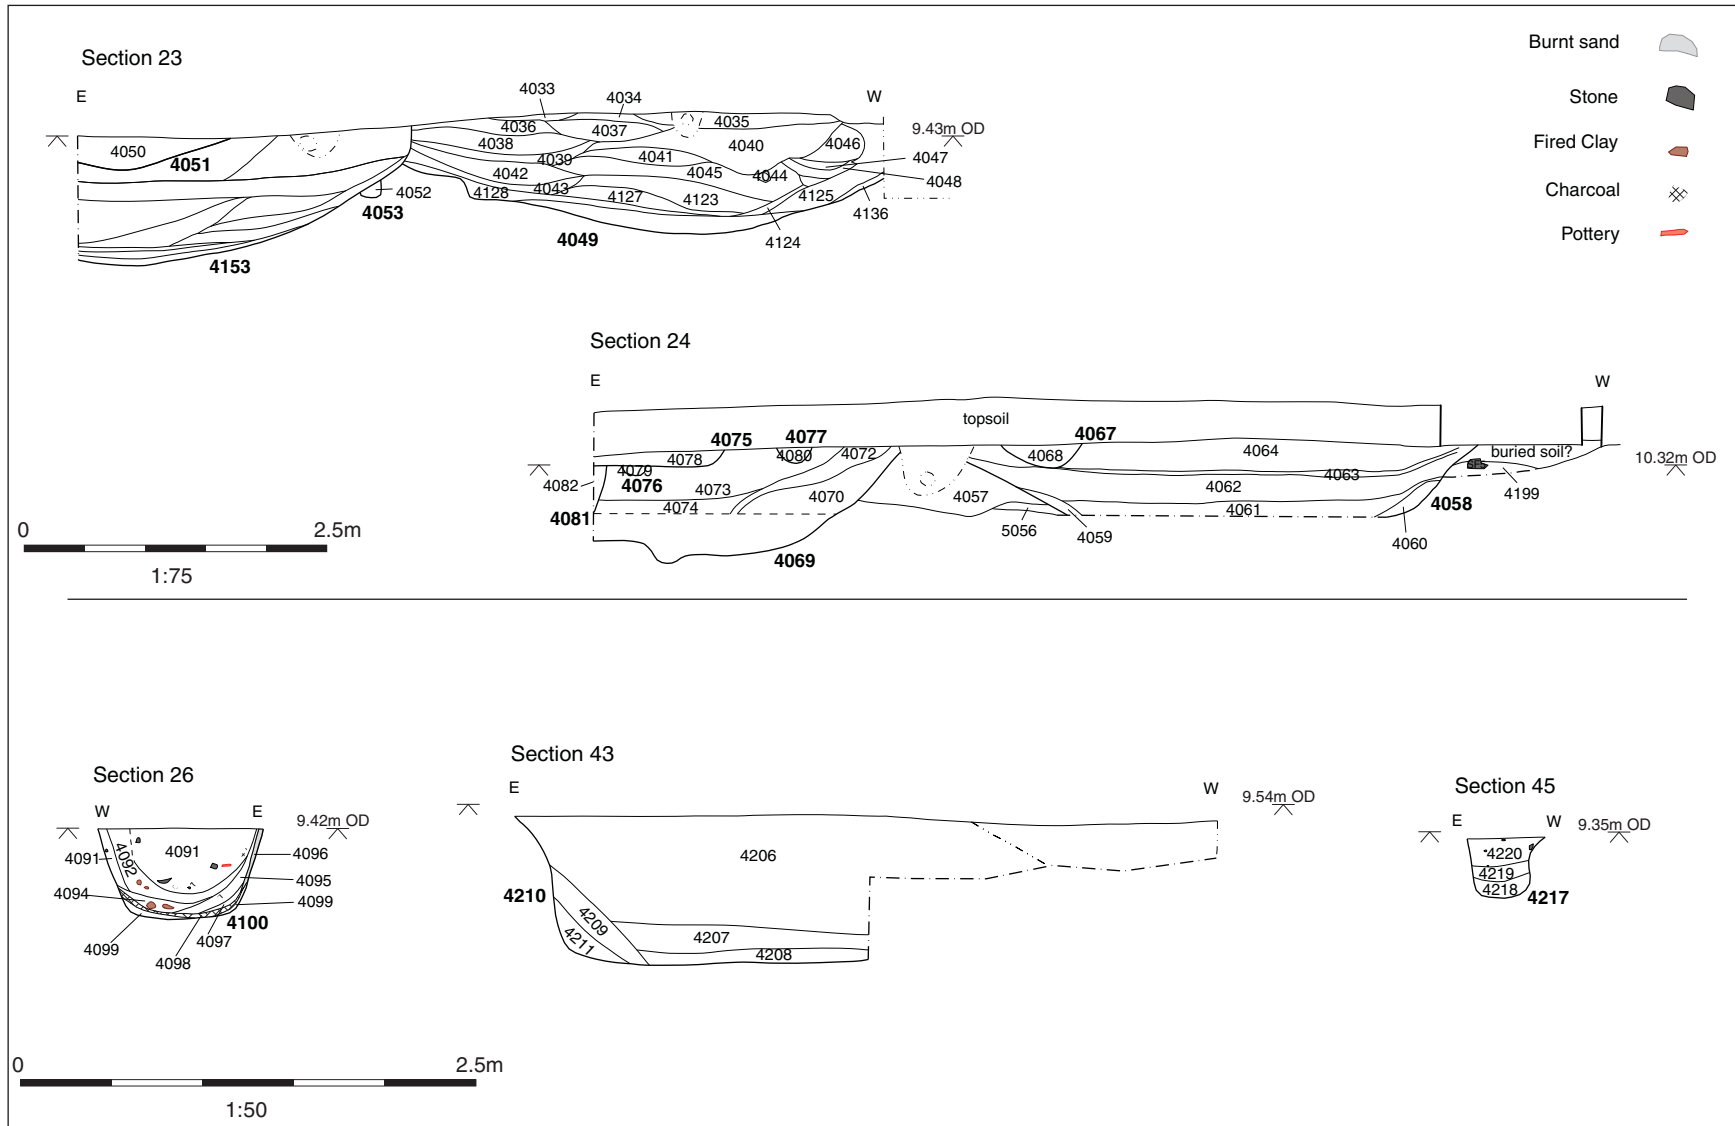 Section 23
E
W
4033
4034
4035
4036
4037
4038
4039
4040
4041
4042
4043
4044
4045
4046
4047
4048
4050
4051
4052
4053
4128
4127
4123
4125
4136
4124
4049
4153
9.43m OD
Burnt sand
Stone
Fired Clay
Charcoal
Pottery
Section 24
E
W
topsoil
4075
4077
4067
4078
4080
4072
4068
4064
buried soil?
10.32m OD
4079
4082
4076
4073
4063
4062
4199
4070
4057
4058
4074
4061
4081
5056
4059
4060
4069
0
2.5m
1:75
Section 26
W
E
9.42m OD
4091
4092
4091
4096
4095
4094
4099
4100
4097
4099
4098
Section 43
E
W
9.54m OD
4206
4210
4209
4211
4207
4208
Section 45
E
W
9.35m OD
4220
4219
4218
4217
0
2.5m
1:50